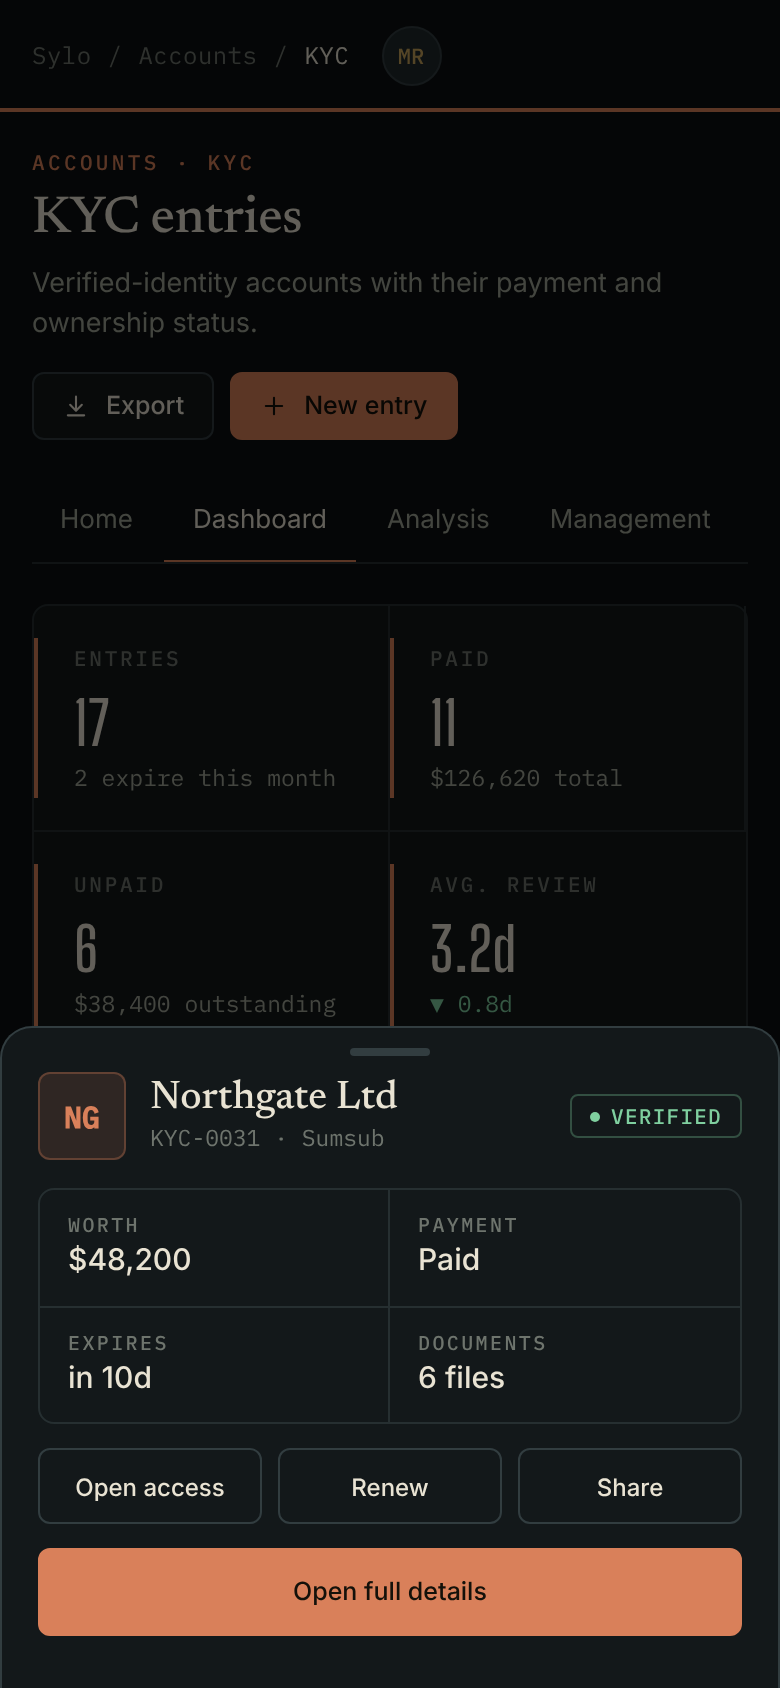 Sylo / Accounts / KYC MR
ACCOUNTS · KYC
KYC entries
Verified-identity accounts with their payment and
ownership status.
Export New entry
Home Dashboard Analysis Management
ENTRIES PAID
17 11
2 expire this month $126,620 total
UNPAID AVG. REVIEW
6 3.2d
$38,400 outstanding ▼ 0.8d
NG Northgate Ltd
KYC-0031 · Sumsub VERIFIED
WORTH PAYMENT
$48,200 Paid
EXPIRES DOCUMENTS
in 10d 6 files
Open access Renew Share
Open full details